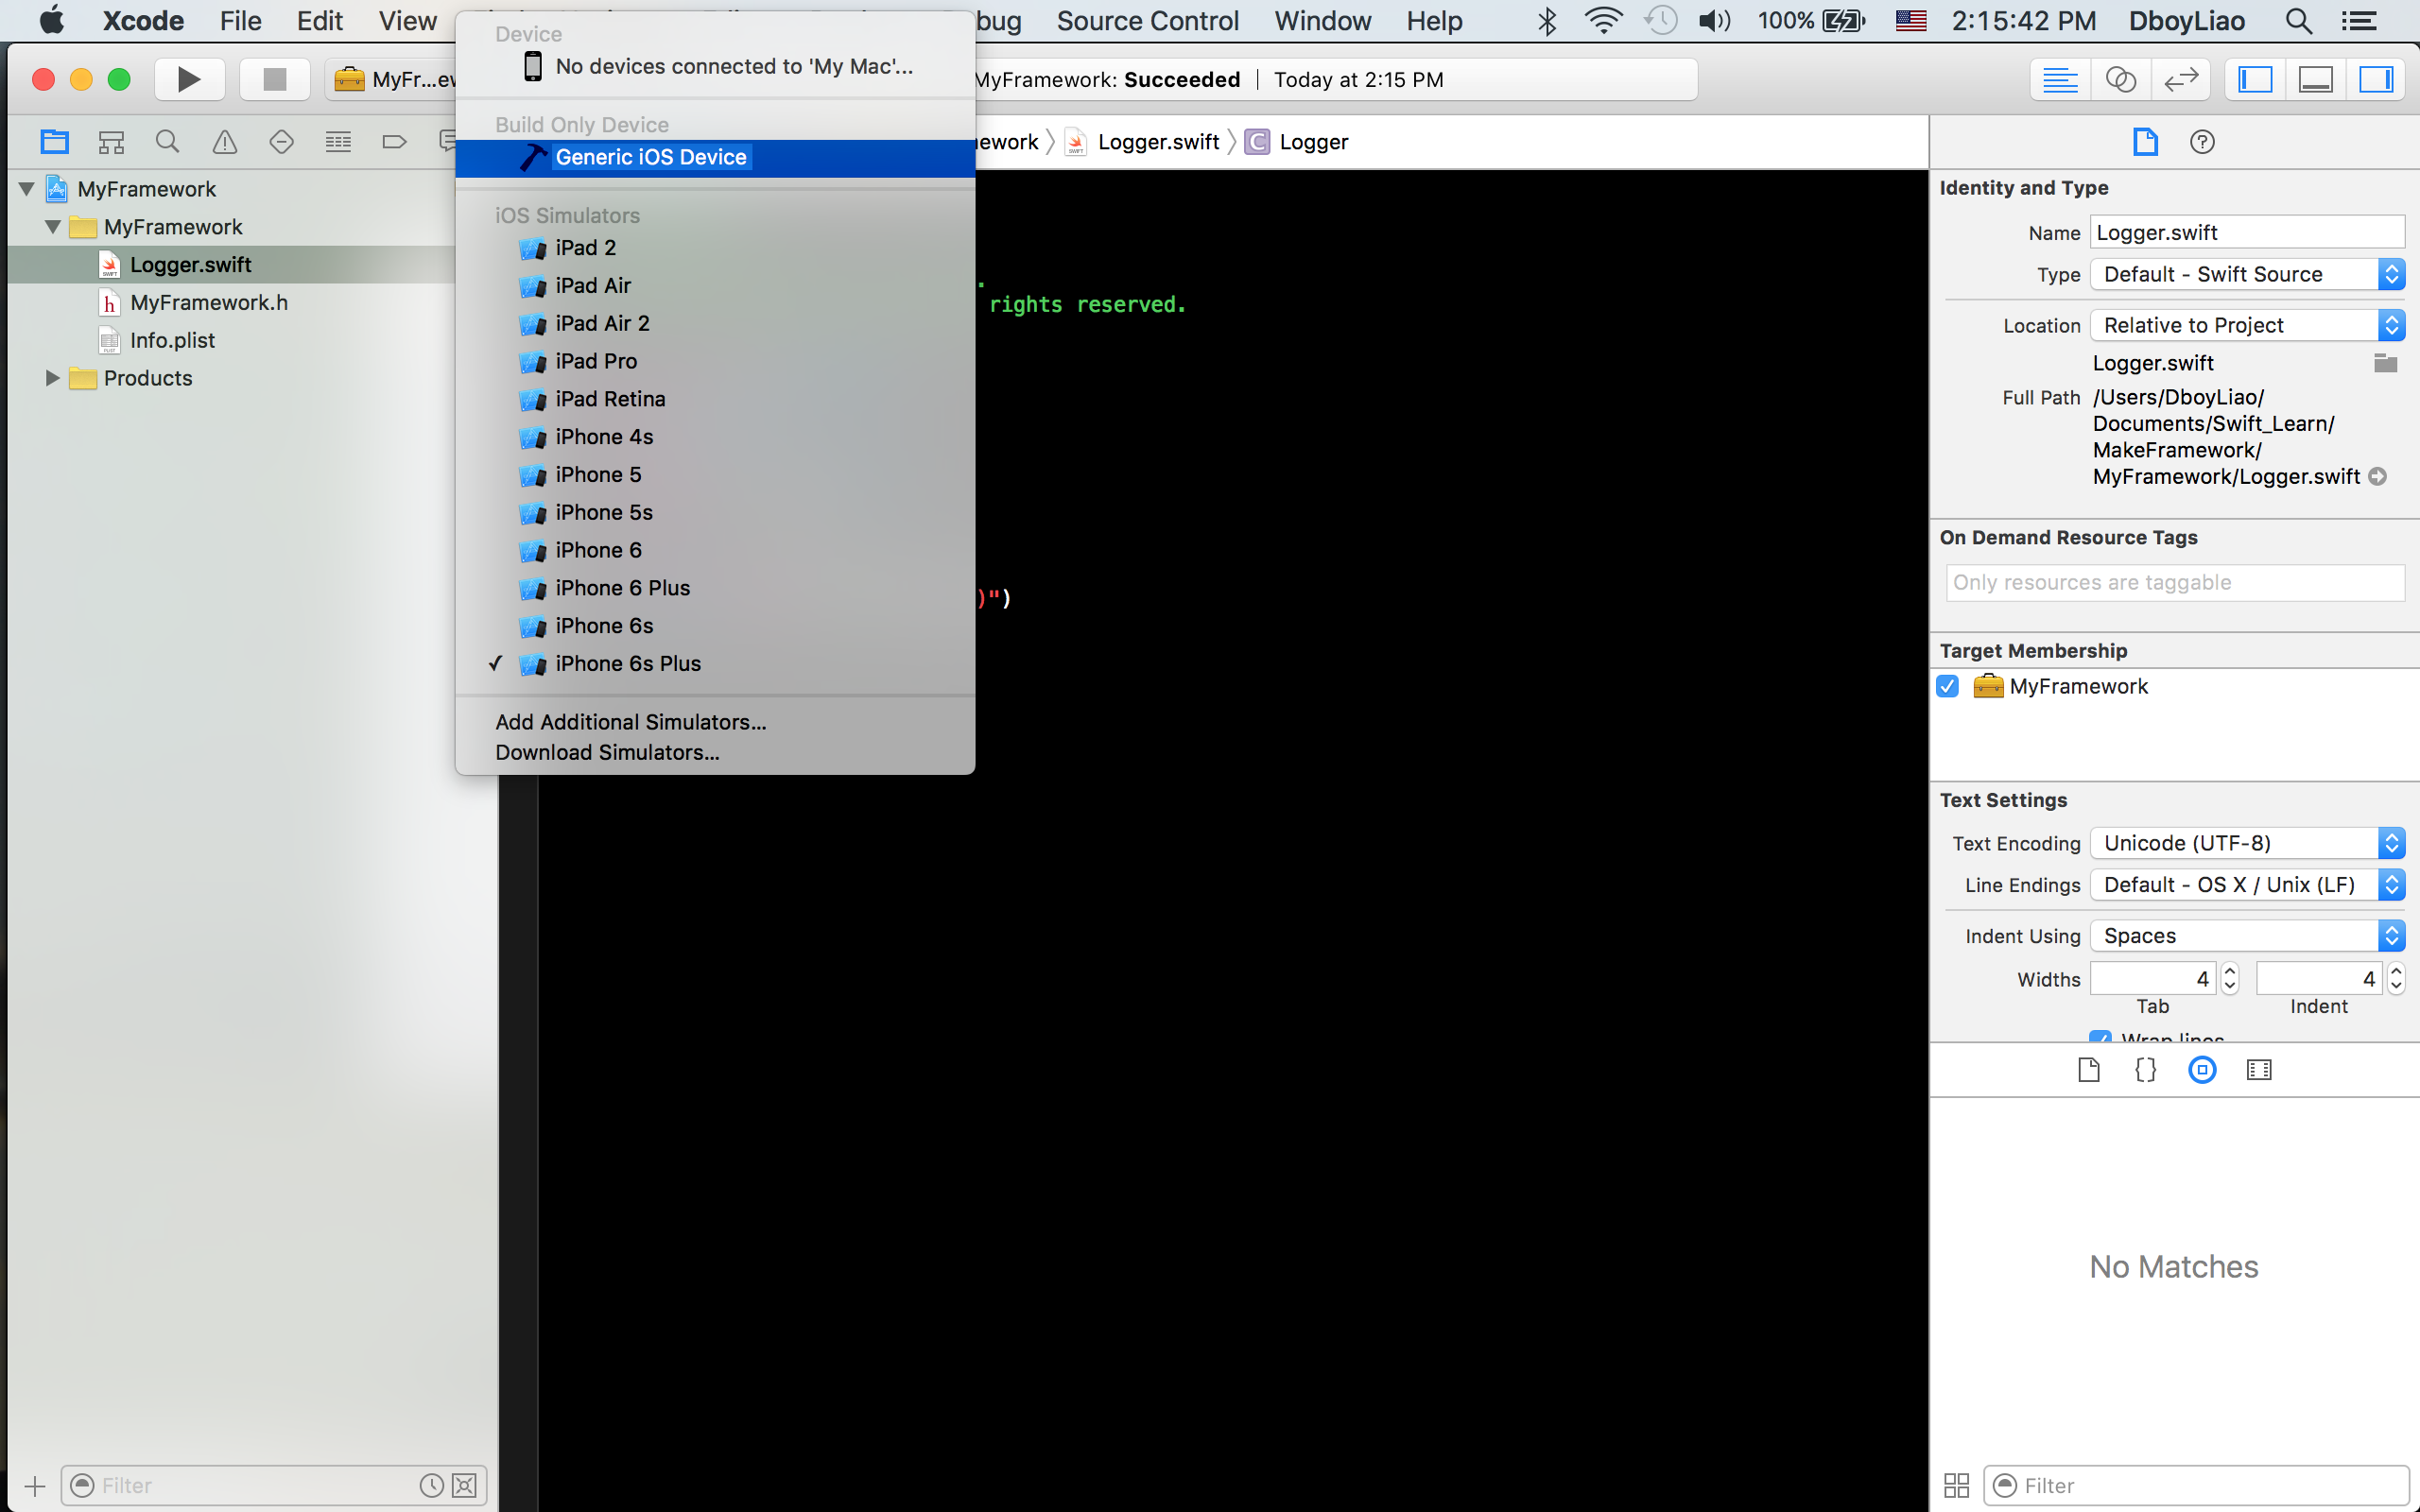 Xcode File Edit View bug Source Control Window Help 100% 2:15:42 PM DboyLiao
MyFr...ew
MyFramework: Succeeded | Today at 2:15 PM
Device
No devices connected to 'My Mac'...
Build Only Device
Generic iOS Device
iOS Simulators
iPad 2
iPad Air
iPad Air 2
iPad Pro
iPad Retina
iPhone 4s
iPhone 5
iPhone 5s
iPhone 6
iPhone 6 Plus
iPhone 6s
✓ iPhone 6s Plus
Add Additional Simulators...
Download Simulators...
MyFramework
MyFramework
Logger.swift
MyFramework.h
Info.plist
Products
Filter
ework Logger.swift C Logger
.
rights reserved.
)")
Identity and Type
Name Logger.swift
Type Default - Swift Source
Location Relative to Project
Logger.swift
Full Path /Users/DboyLiao/
Documents/Swift_Learn/
MakeFramework/
MyFramework/Logger.swift
On Demand Resource Tags
Only resources are taggable
Target Membership
MyFramework
Text Settings
Text Encoding Unicode (UTF-8)
Line Endings Default - OS X / Unix (LF)
Indent Using Spaces
Widths 4 4
Tab Indent
Wrap lines
No Matches
Filter